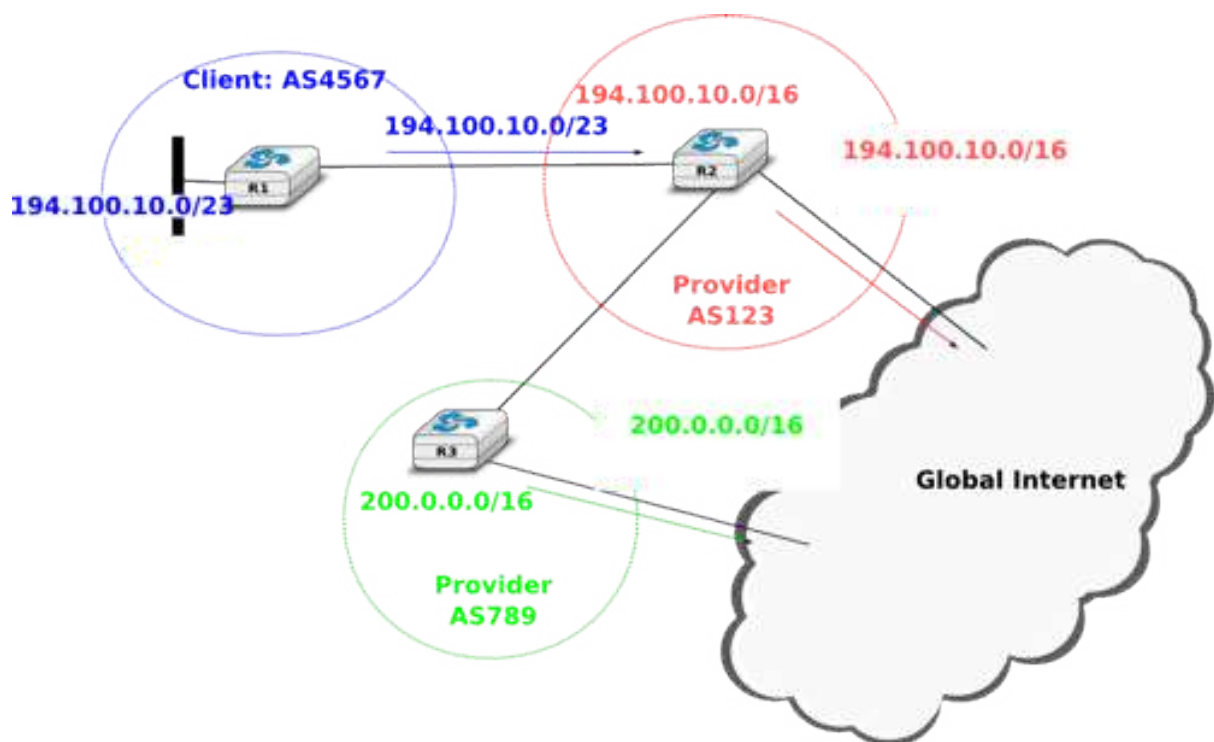 Client: AS4567
194.100.10.0/16
194.100.10.0/23
194.100.10.0/16
R1
R2
194.100.10.0/23
Provider
AS123
200.0.0.0/16
R3
Global Internet
200.0.0.0/16
Provider
AS789